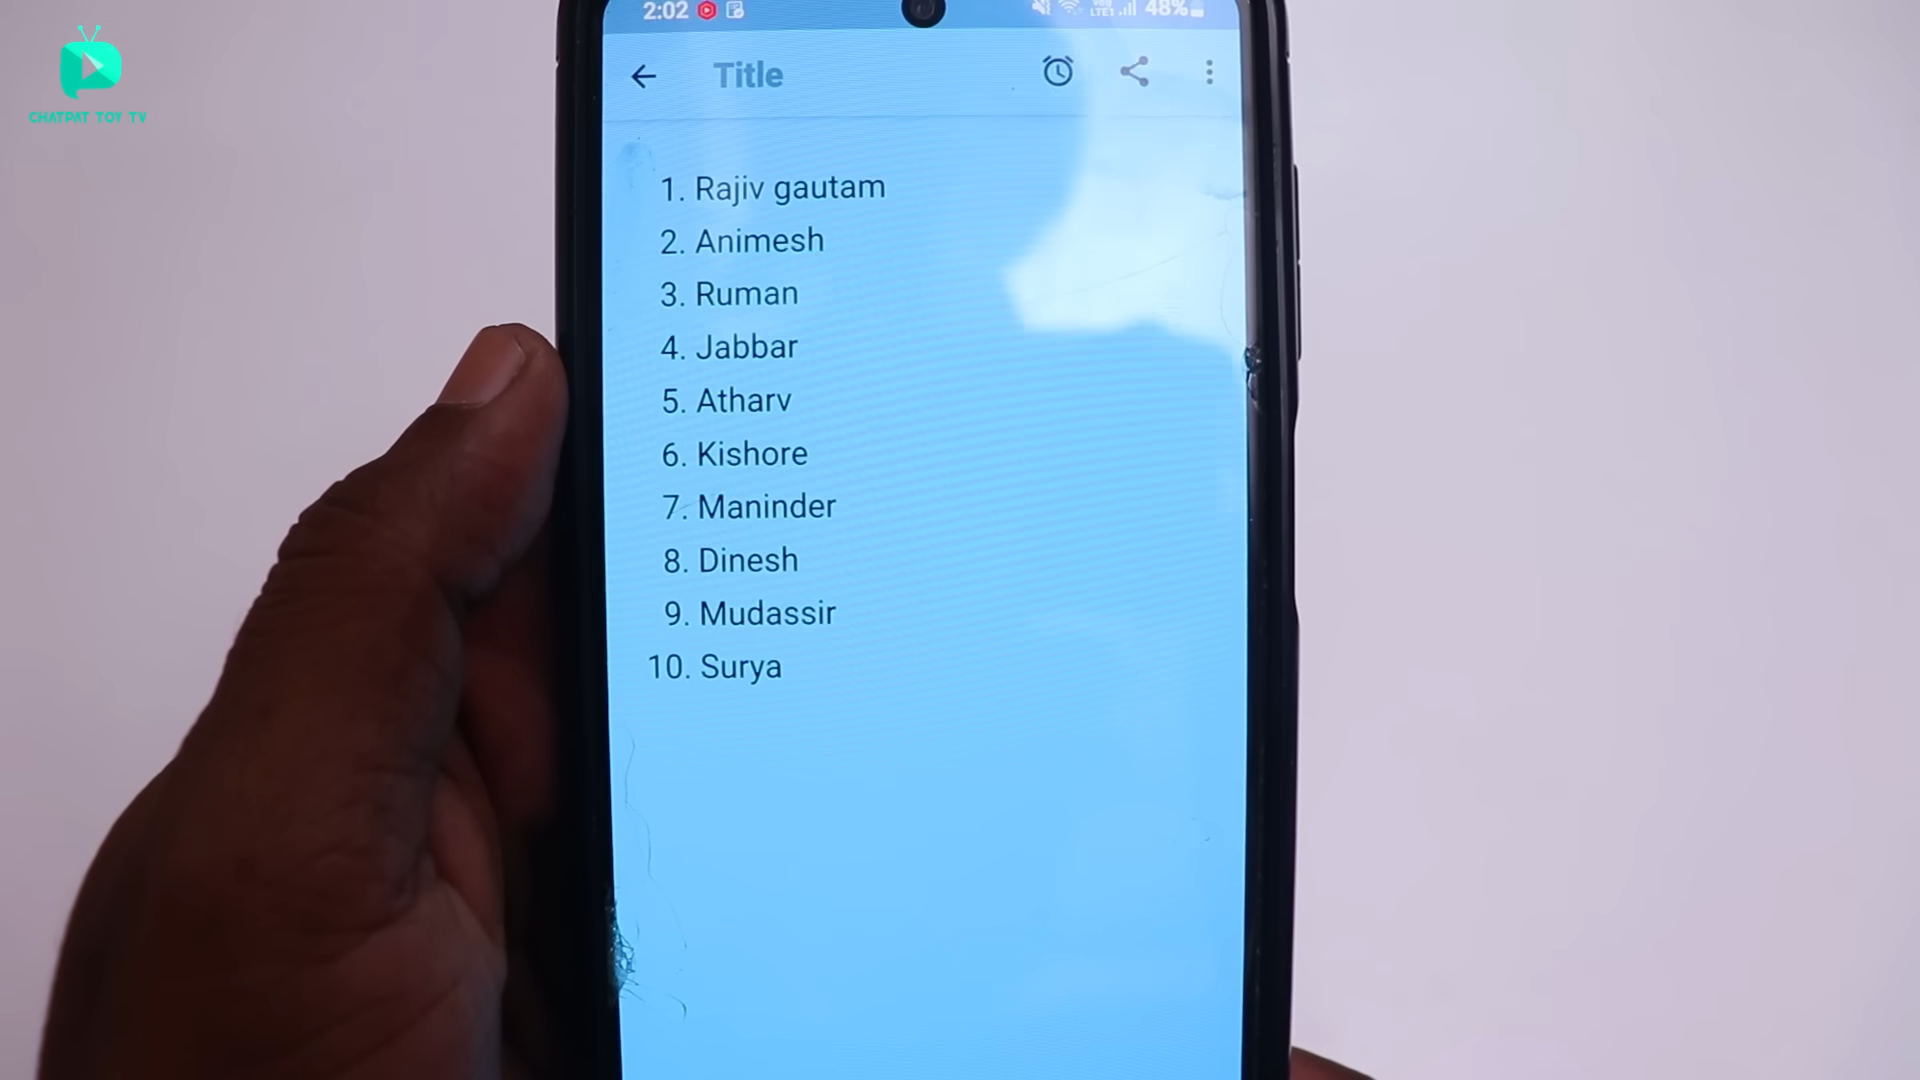 CHATPAT TOY TV
2:02
48%
Title
1. Rajiv gautam
2. Animesh
3. Ruman
4. Jabbar
5. Atharv
6. Kishore
7. Maninder
8. Dinesh
9. Mudassir
10. Surya